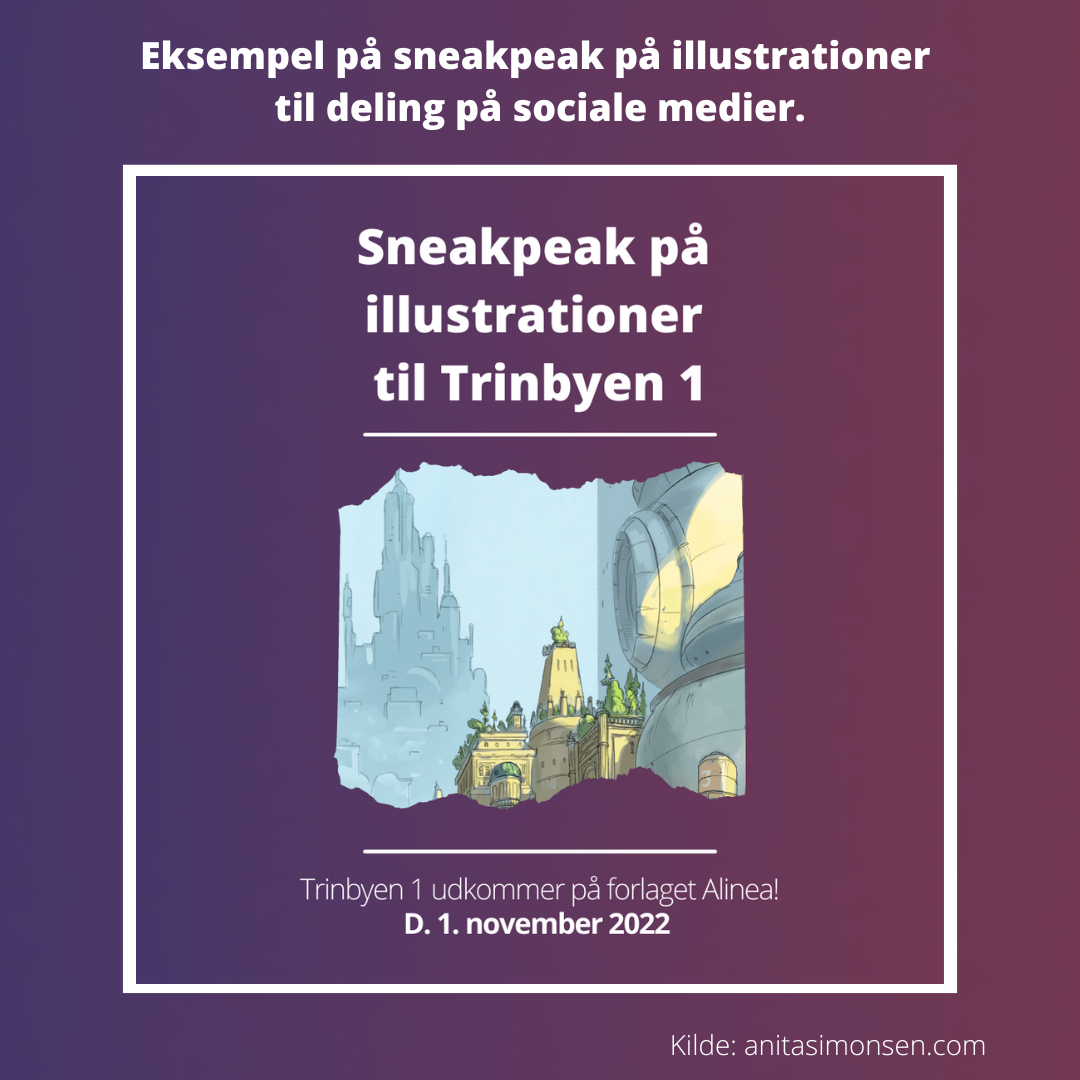 Eksempel på sneakpeak på illustrationer
til deling på sociale medier.
Sneakpeak på
illustrationer
til Trinbyen 1
Trinbyen 1 udkommer på forlaget Alinea!
D. 1. november 2022
Kilde: anitasimonsen.com